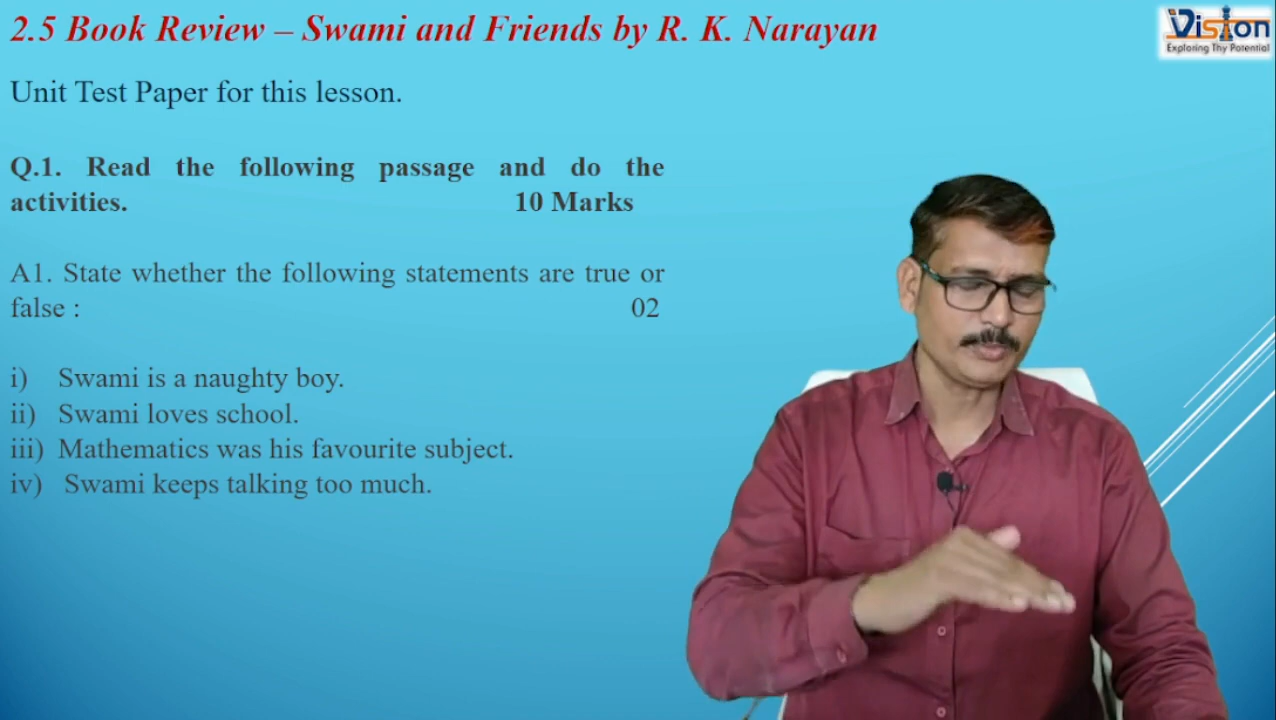 2.5 Book Review – Swami and Friends by R. K. Narayan
Vision
Exploring Thy Potential
Unit Test Paper for this lesson.
Q.1. Read the following passage and do the
activities. 10 Marks
A1. State whether the following statements are true or
false : 02
i) Swami is a naughty boy.
ii) Swami loves school.
iii) Mathematics was his favourite subject.
iv) Swami keeps talking too much.